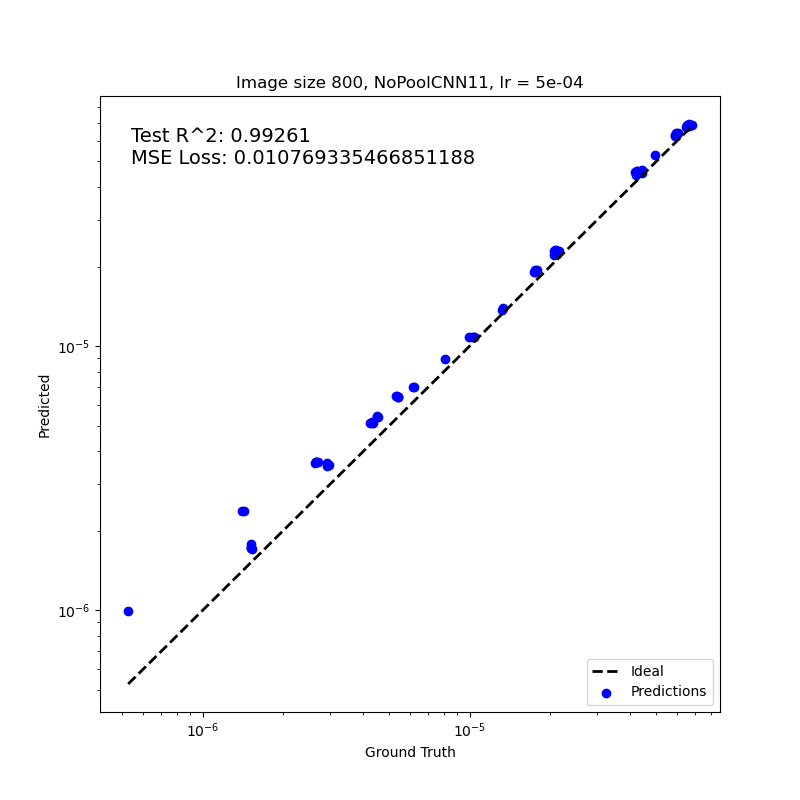 Image size 800, NoPoolCNN11, lr = 5e-04
Test R^2: 0.99261
MSE Loss: 0.010769335466851188
Predicted
10⁻⁵
10⁻⁶
Ideal
Predictions
10⁻⁶
10⁻⁵
Ground Truth